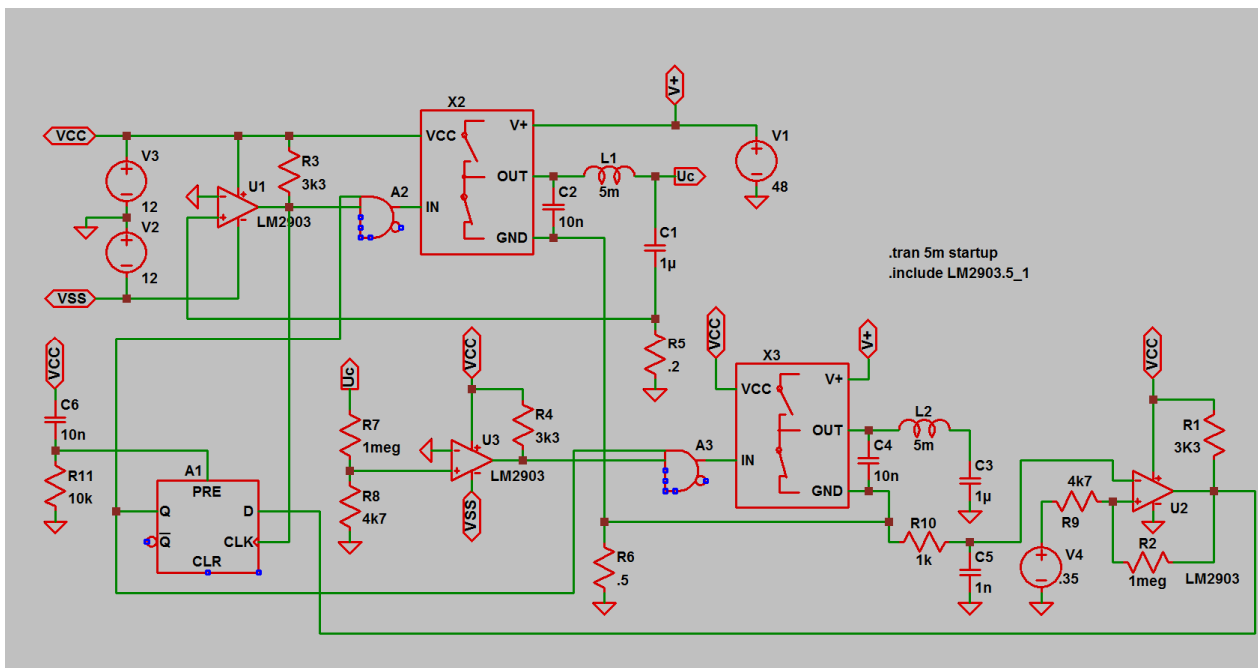 V+
X2
VCC
V3
12
V2
12
VSS
R3
3k3
U1
LM2903
A2
VCC
V+
IN
OUT
GND
L1
5m
C2
10n
Uc
V1
48
C1
1µ
.tran 5m startup
.include LM2903.5_1
R5
.2
VCC
C6
10n
R11
10k
A1
PRE
Q
D
Q
CLK
CLR
Uc
R7
1meg
R8
4k7
VCC
U3
LM2903
VSS
R4
3k3
A3
VCC
X3
V+
VCC
V+
IN
OUT
GND
L2
5m
C4
10n
C3
1µ
R6
.5
R10
1k
C5
1n
VCC
R1
3K3
4k7
R9
U2
V4
.35
R2
1meg
LM2903